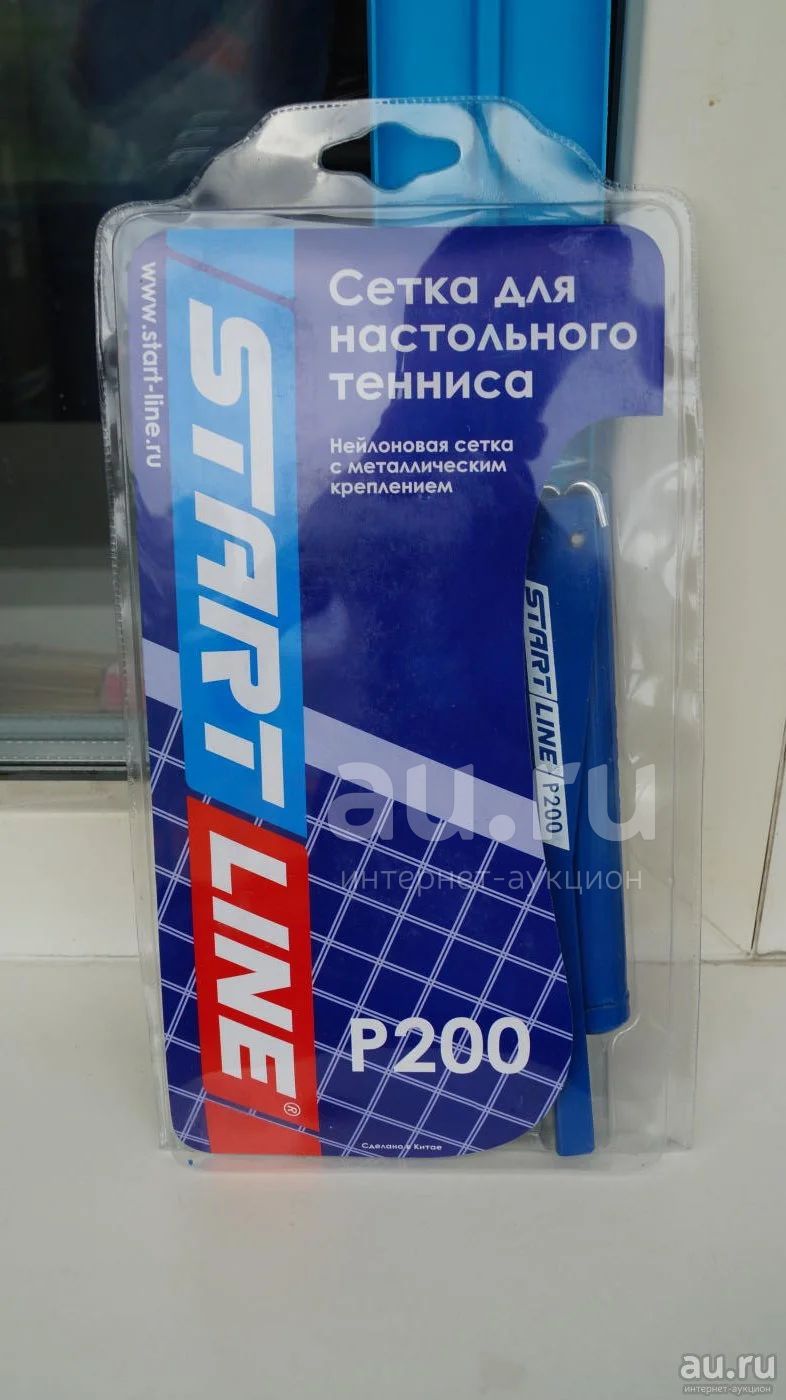 Сетка для
настольного
тенниса
Нейлоновая сетка
с металлическим
креплением
www.start-line.ru
START LINE®
START LINE P200
au.ru
интернет-аукцион
P200
Сделано в Китае
au.ru
интернет-аукцион